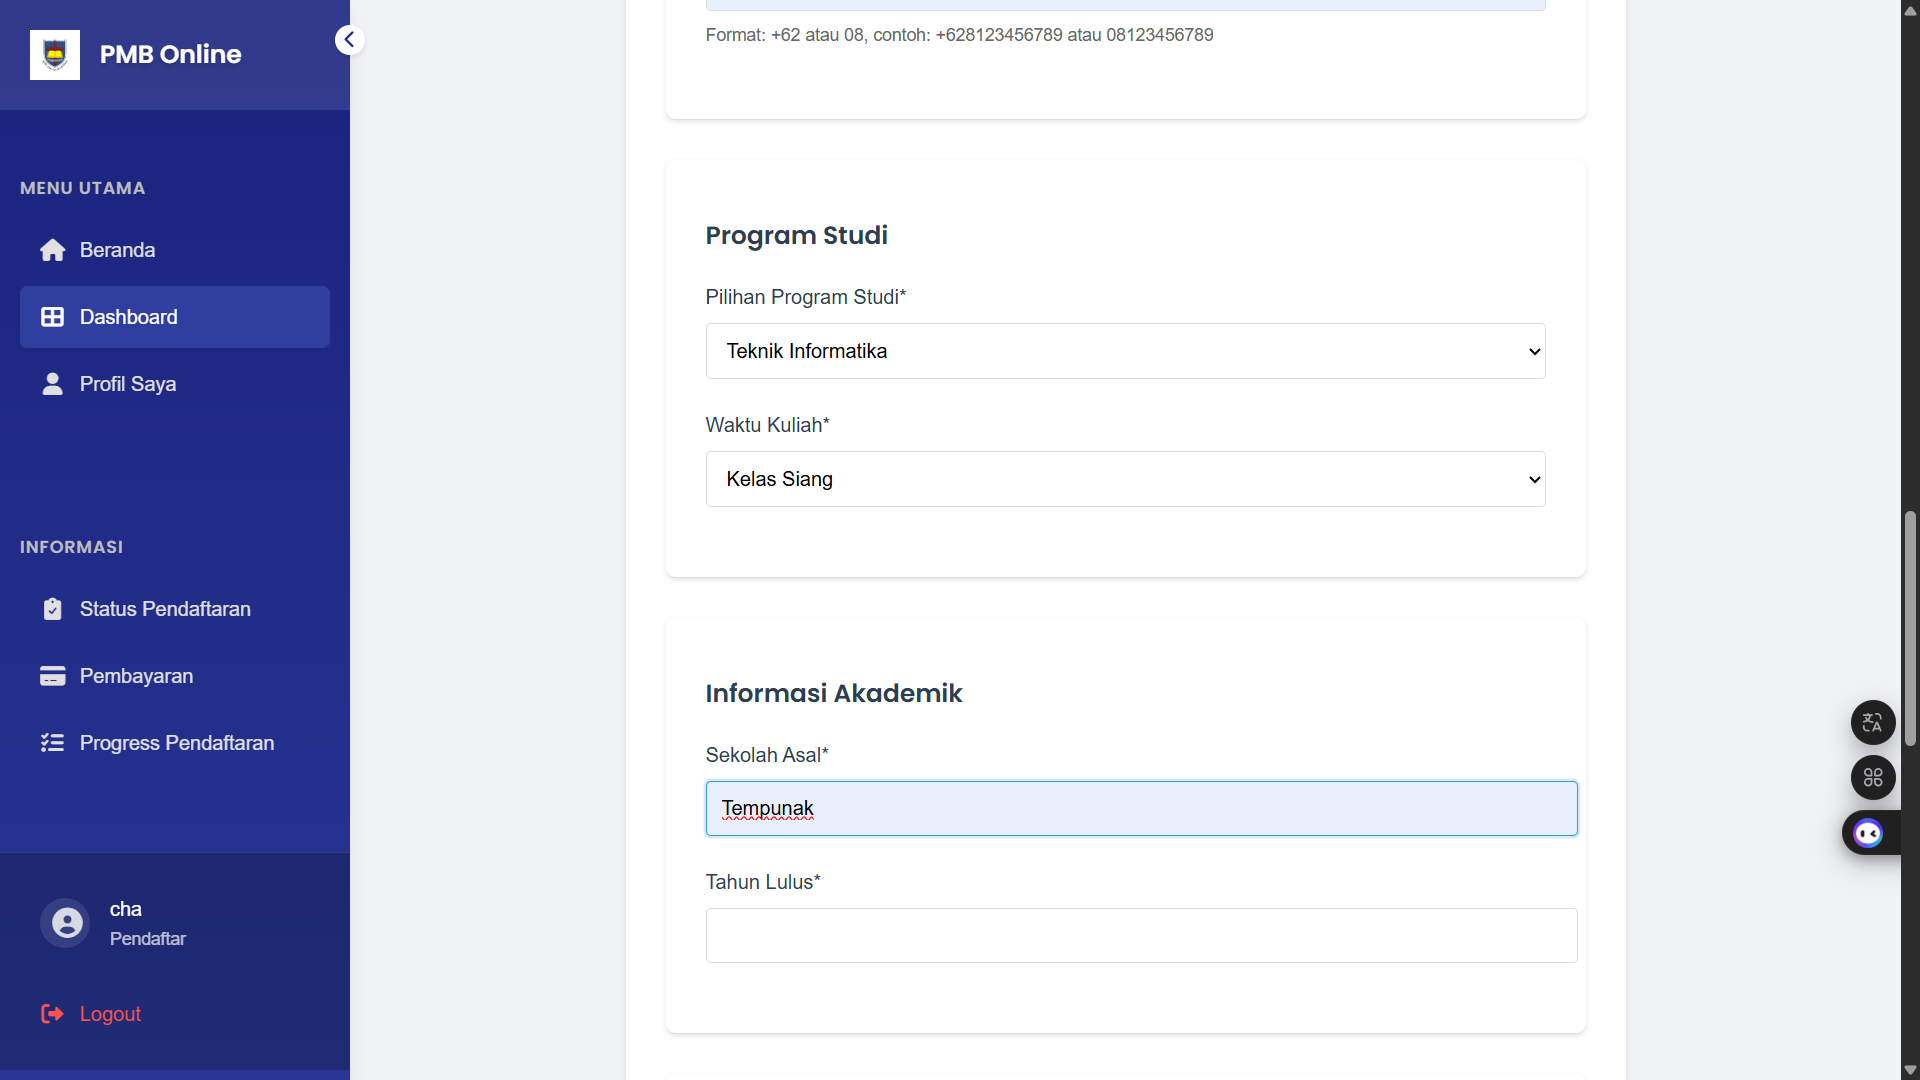 PMB Online
MENU UTAMA
Beranda
Dashboard
Profil Saya
INFORMASI
Status Pendaftaran
Pembayaran
Progress Pendaftaran
cha
Pendaftar
Logout
Format: +62 atau 08, contoh: +628123456789 atau 08123456789
Program Studi
Pilihan Program Studi*
Teknik Informatika
Waktu Kuliah*
Kelas Siang
Informasi Akademik
Sekolah Asal*
Tempunak
Tahun Lulus*